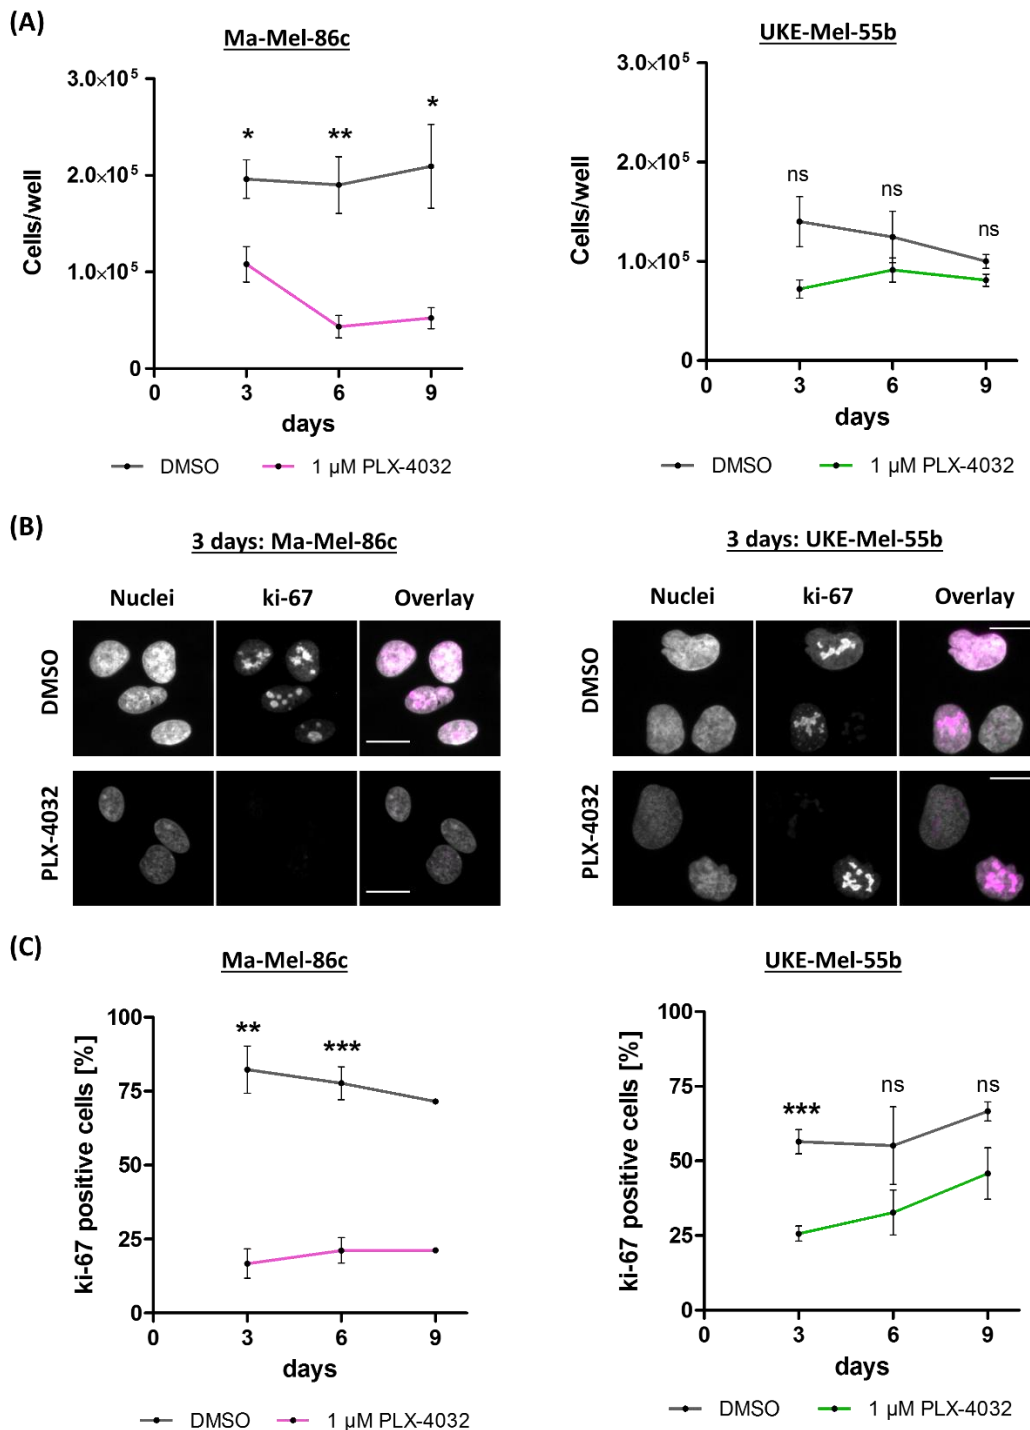 (A)
Ma-Mel-86c
UKE-Mel-55b
Cells/well
3.0×10⁵
2.0×10⁵
1.0×10⁵
0
* ** *
0 3 6 9
days
DMSO 1 µM PLX-4032
Cells/well
3.0×10⁵
2.0×10⁵
1.0×10⁵
0
ns ns ns
0 3 6 9
days
DMSO 1 µM PLX-4032
(B)
3 days: Ma-Mel-86c
Nuclei ki-67 Overlay
DMSO
PLX-4032
3 days: UKE-Mel-55b
Nuclei ki-67 Overlay
DMSO
PLX-4032
(C)
Ma-Mel-86c
ki-67 positive cells [%]
100
75
50
25
0
** ***
0 3 6 9
days
DMSO 1 µM PLX-4032
UKE-Mel-55b
ki-67 positive cells [%]
100
75
50
25
0
*** ns ns
0 3 6 9
days
DMSO 1 µM PLX-4032